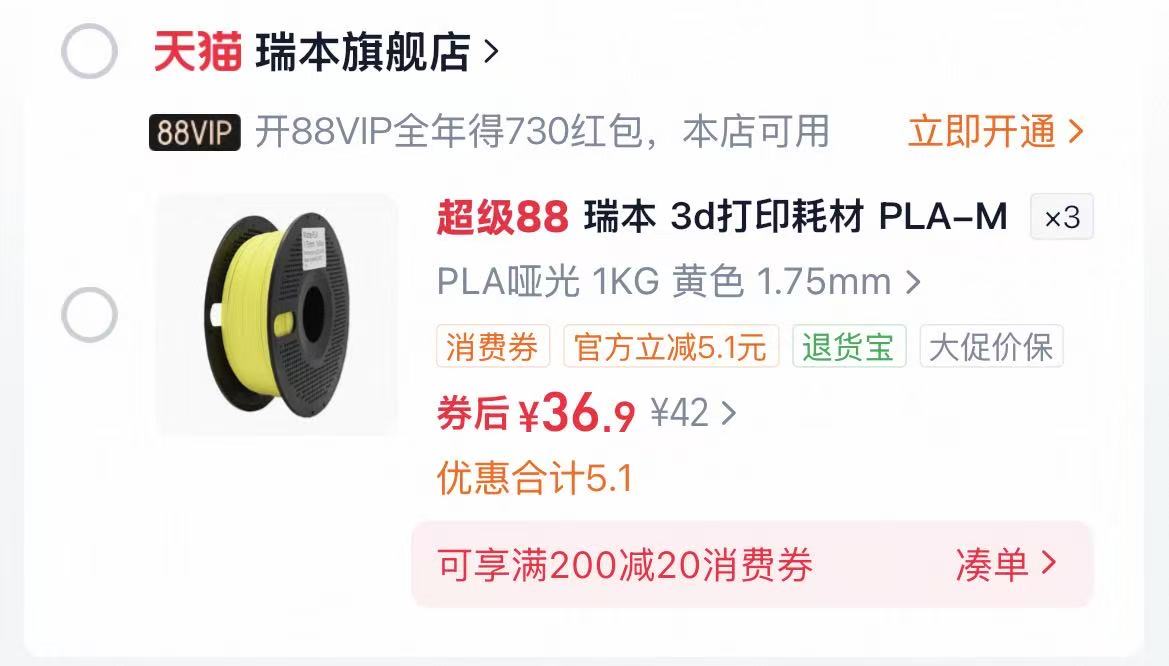 天猫 瑞本旗舰店
88VIP 开88VIP全年得730红包，本店可用 立即开通
超级88 瑞本 3d打印耗材 PLA-M ×3
PLA哑光 1KG 黄色 1.75mm
消费券 官方立减5.1元 退货宝 大促价保
券后 ¥36.9 ¥42
优惠合计5.1
可享满200减20消费券 凑单